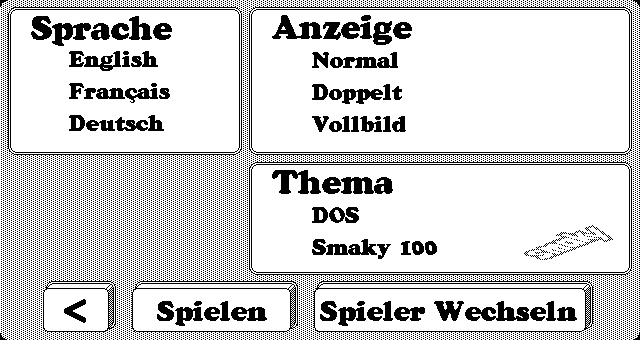 Sprache
English
Français
Deutsch
Anzeige
Normal
Doppelt
Vollbild
Thema
DOS
Smaky 100
<
Spielen
Spieler Wechseln